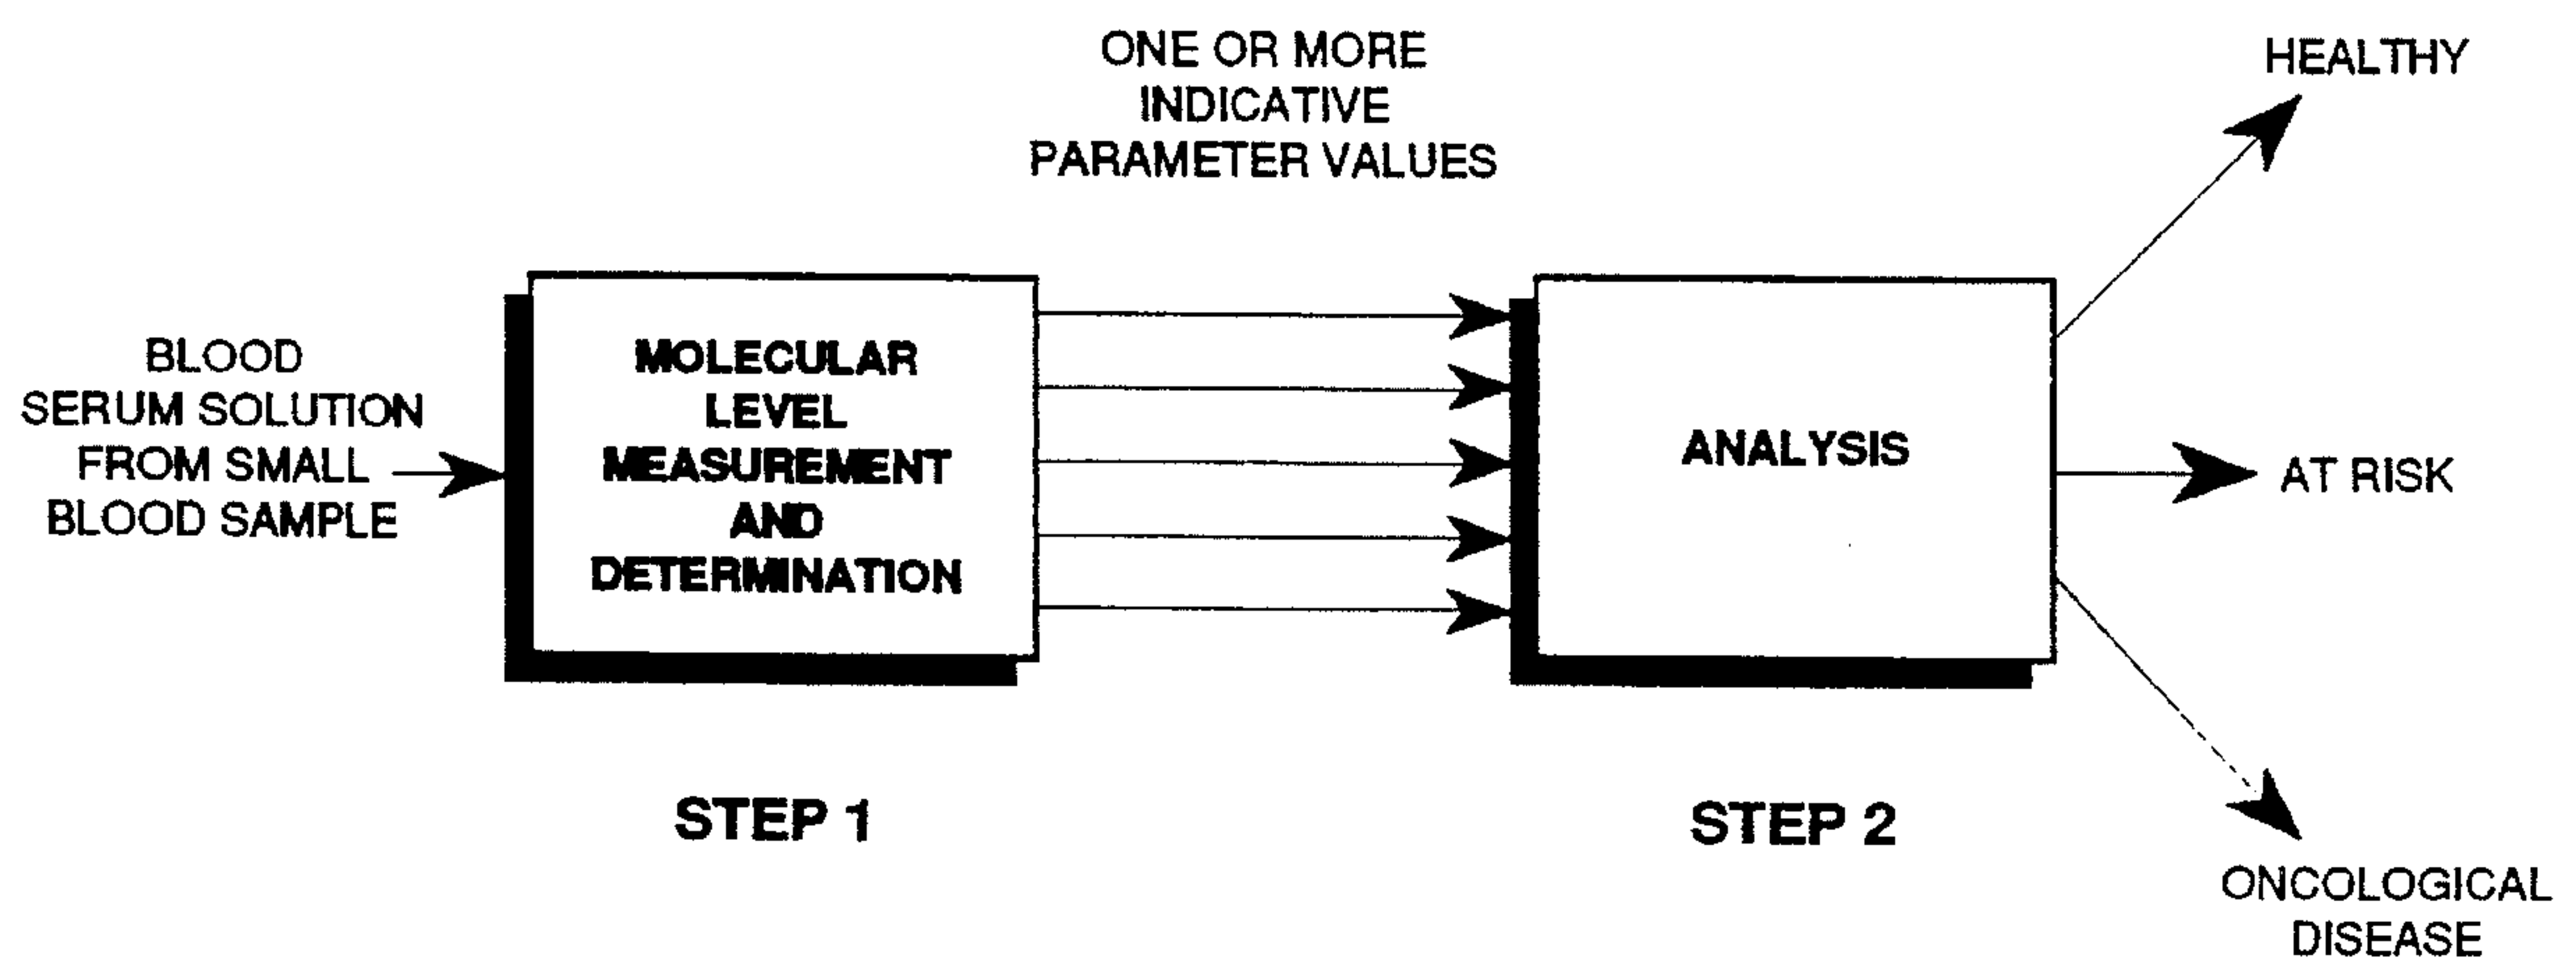 ONE OR MORE
INDICATIVE
PARAMETER VALUES
HEALTHY
BLOOD
SERUM SOLUTION
FROM SMALL
BLOOD SAMPLE
MOLECULAR
LEVEL
MEASUREMENT
AND
DETERMINATION
ANALYSIS
AT RISK
STEP 1
STEP 2
ONCOLOGICAL
DISEASE